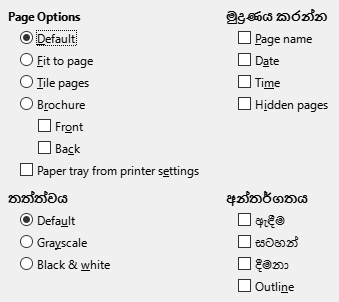 Page Options
Default
Fit to page
Tile pages
Brochure
Front
Back
Paper tray from printer settings
මුද්‍රණය කරන්න
Page name
Date
Time
Hidden pages
තත්ත්වය
Default
Grayscale
Black & white
අන්තර්ගතය
ඇඳීම
සටහන්
දීමනා
Outline